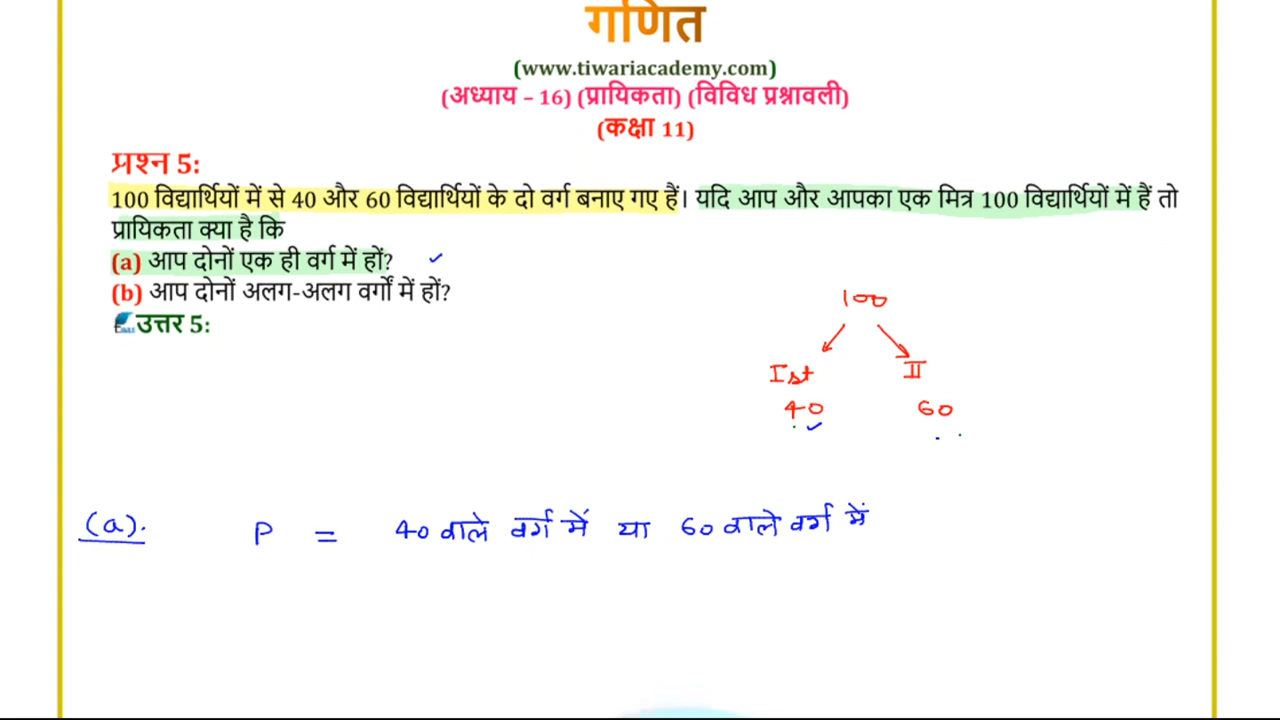 गणित
(www.tiwariacademy.com)
(अध्याय – 16) (प्रायिकता) (विविध प्रश्नावली)
(कक्षा 11)
प्रश्न 5:
100 विद्यार्थियों में से 40 और 60 विद्यार्थियों के दो वर्ग बनाए गए हैं। यदि आप और आपका एक मित्र 100 विद्यार्थियों में हैं तो
प्रायिकता क्या है कि
(a) आप दोनों एक ही वर्ग में हों?
(b) आप दोनों अलग-अलग वर्गों में हों?
उत्तर 5:
100
Ist II
40 60
(a). P = 40 वाले वर्ग में या 60 वाले वर्ग में